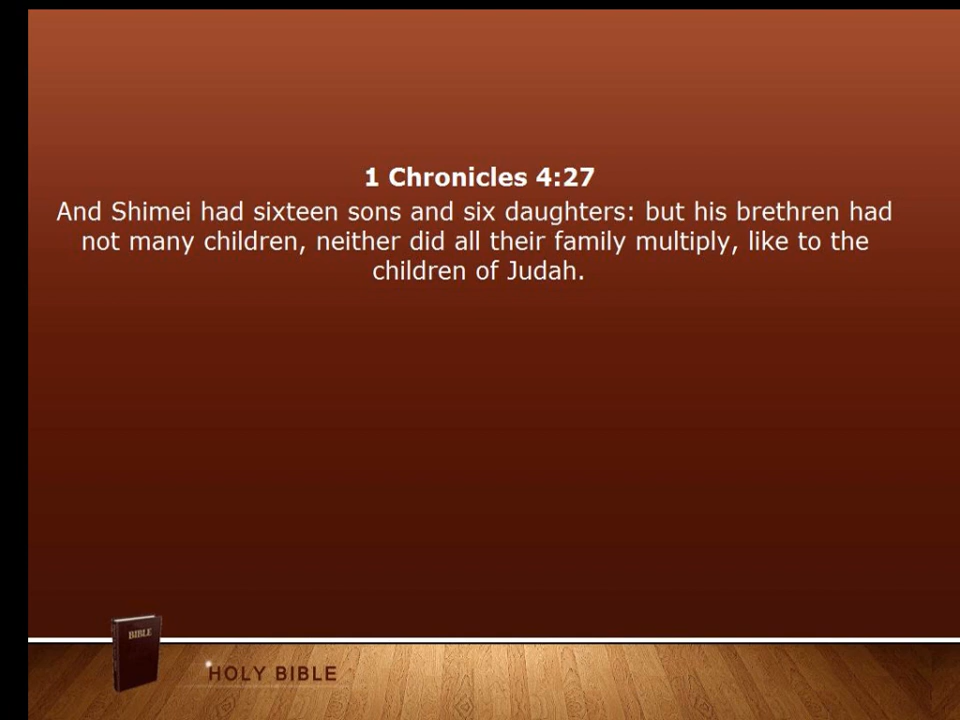 1 Chronicles 4:27
And Shimei had sixteen sons and six daughters: but his brethren had
not many children, neither did all their family multiply, like to the
children of Judah.
BIBLE
HOLY BIBLE